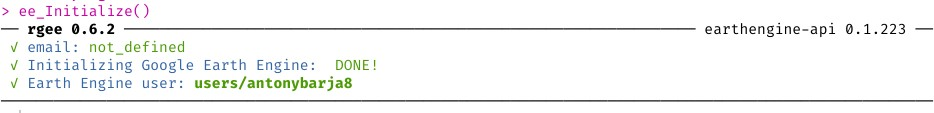 > ee_Initialize()
── rgee 0.6.2 ─────────────────────────────── earthengine-api 0.1.223 ──
√ email: not_defined
√ Initializing Google Earth Engine:  DONE!
√ Earth Engine user: users/antonybarja8